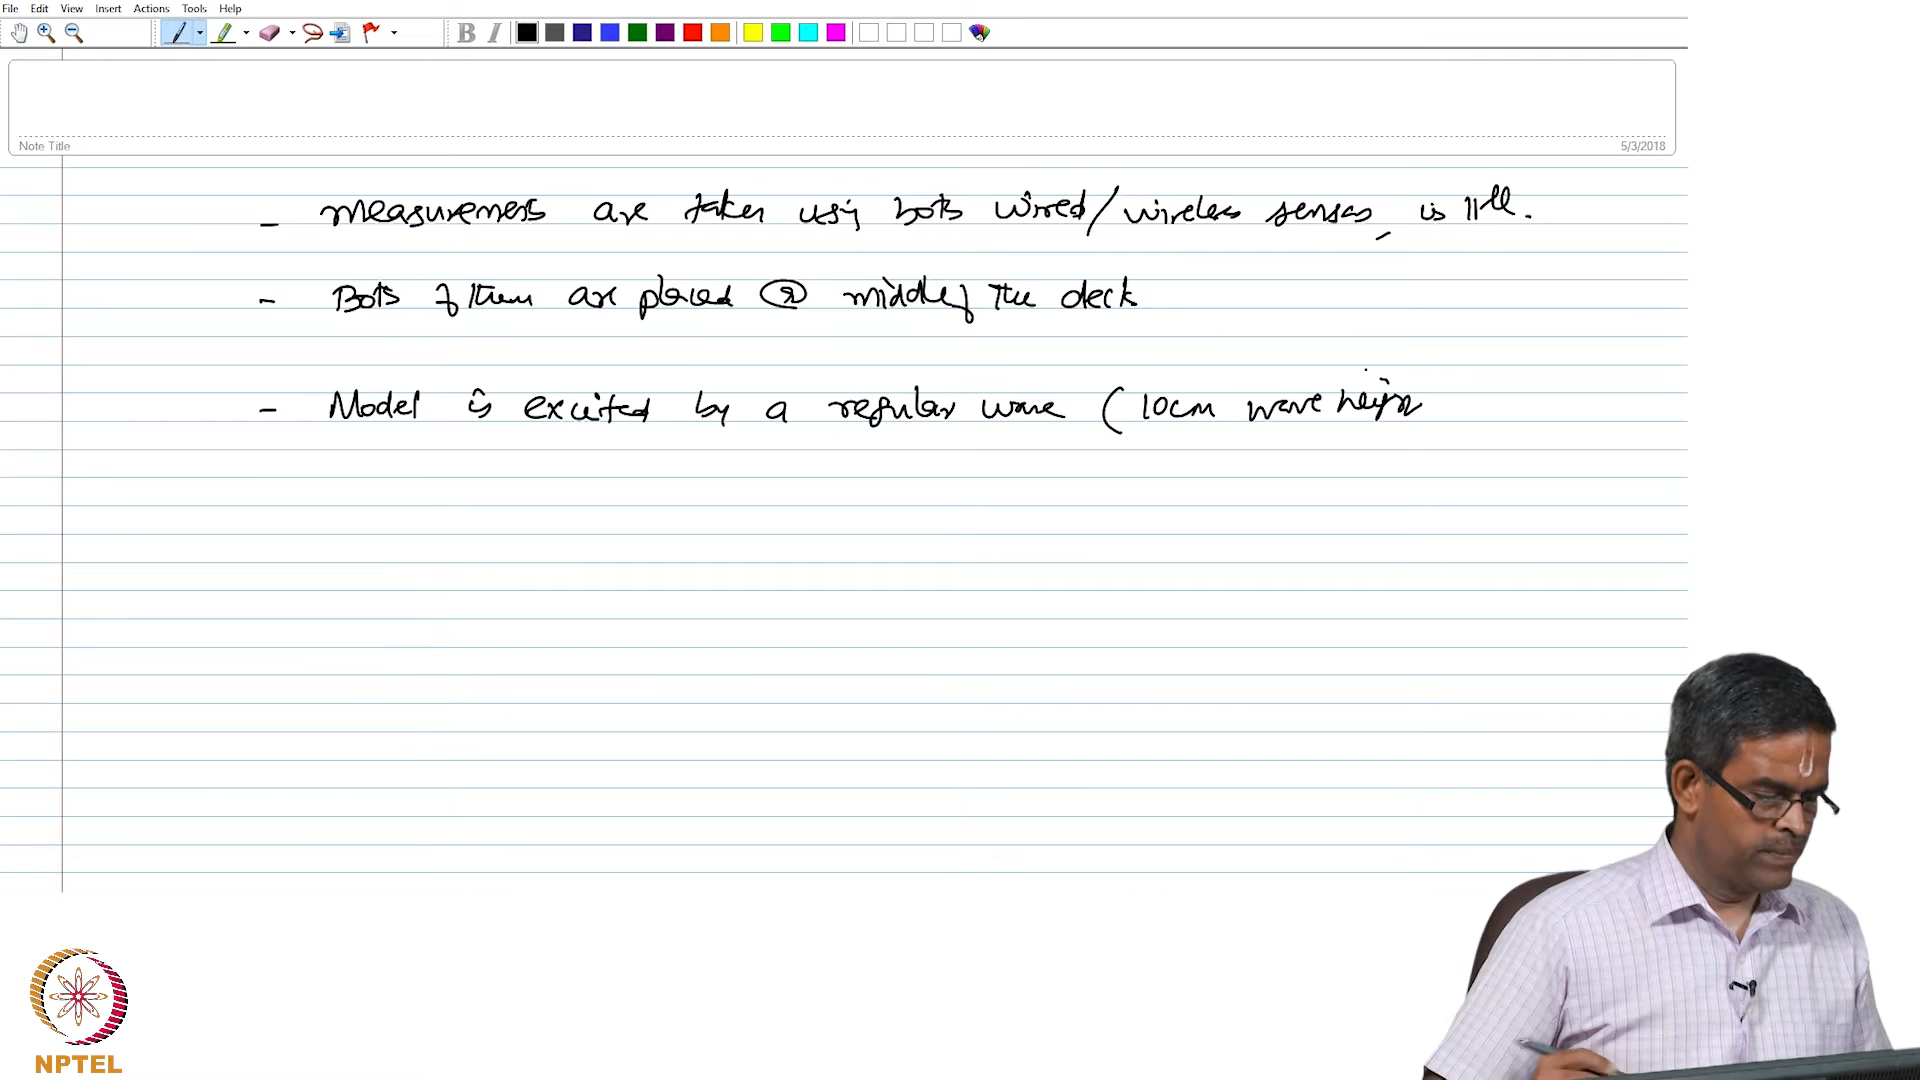 File Edit View Insert Actions Tools Help
B I
Note Title 5/3/2018
- measurements are taken using both wired/wireless sensors, is 11ll.
- Both of them are placed @ middle of the deck
- Model is excited by a regular wave (10cm wave height
NPTEL